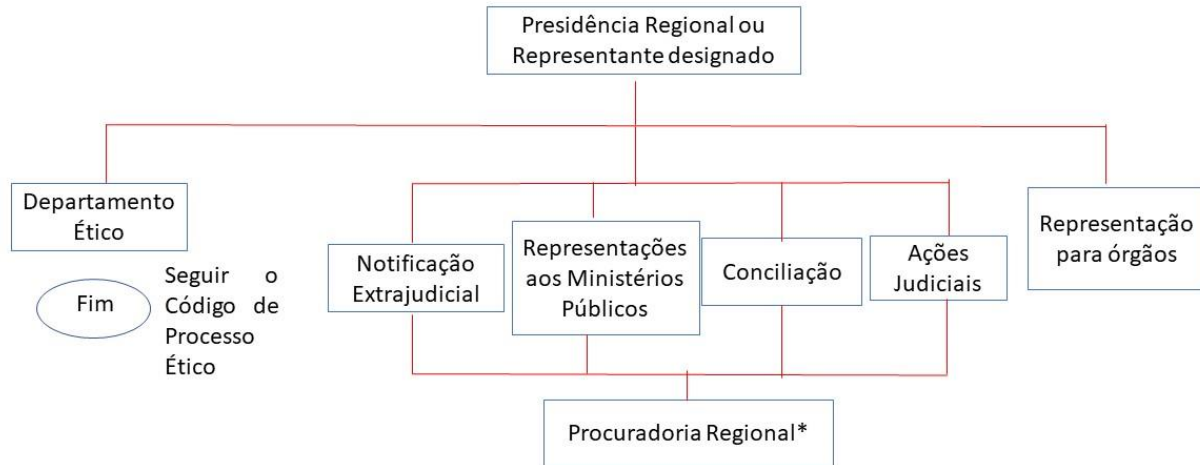 Presidência Regional ou
Representante designado
Departamento
Ético
Fim
Seguir o
Código de
Processo
Ético
Notificação
Extrajudicial
Representações
aos Ministérios
Públicos
Conciliação
Ações
Judiciais
Representação
para órgãos
Procuradoria Regional*